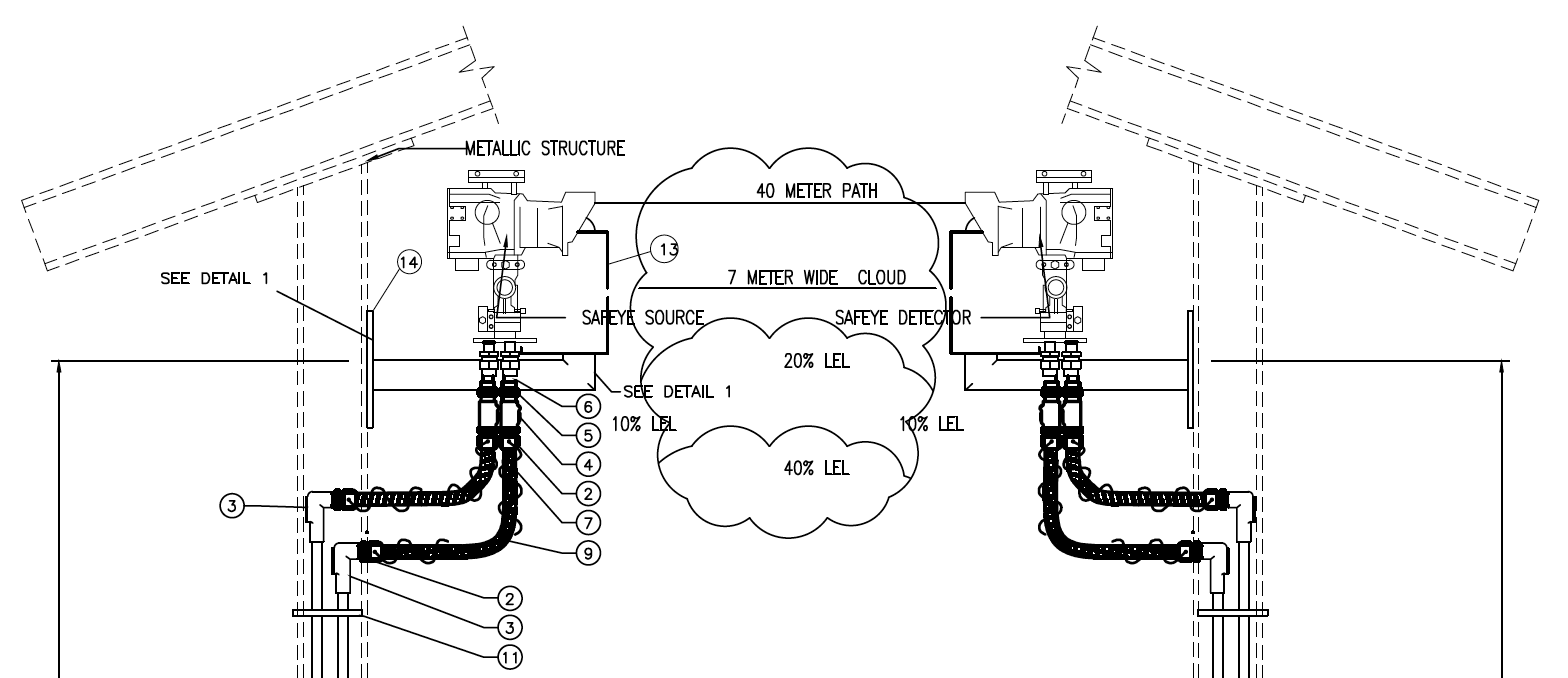 METALLIC STRUCTURE
40 METER PATH
13
14
SEE DETAIL 1
7 METER WIDE CLOUD
SAFEYE SOURCE
SAFEYE DETECTOR
20% LEL
SEE DETAIL 1
6
10% LEL
10% LEL
5
4
40% LEL
2
3
7
9
2
3
11